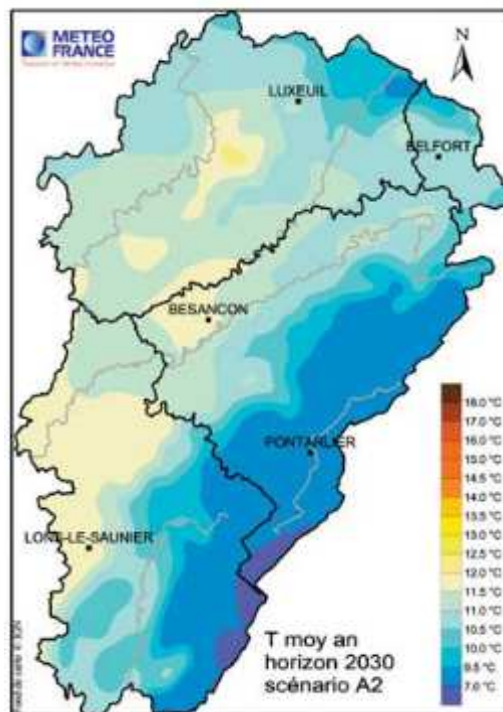 METEO
FRANCE
N
LUXEUIL
BELFORT
BESANCON
PONTARLIER
LONS-LE-SAUNIER
18.0 °C
17.0 °C
16.0 °C
15.0 °C
14.5 °C
14.0 °C
13.5 °C
13.0 °C
12.5 °C
12.0 °C
11.5 °C
11.0 °C
10.5 °C
10.0 °C
9.5 °C
7.0 °C
T moy an
horizon 2030
scénario A2